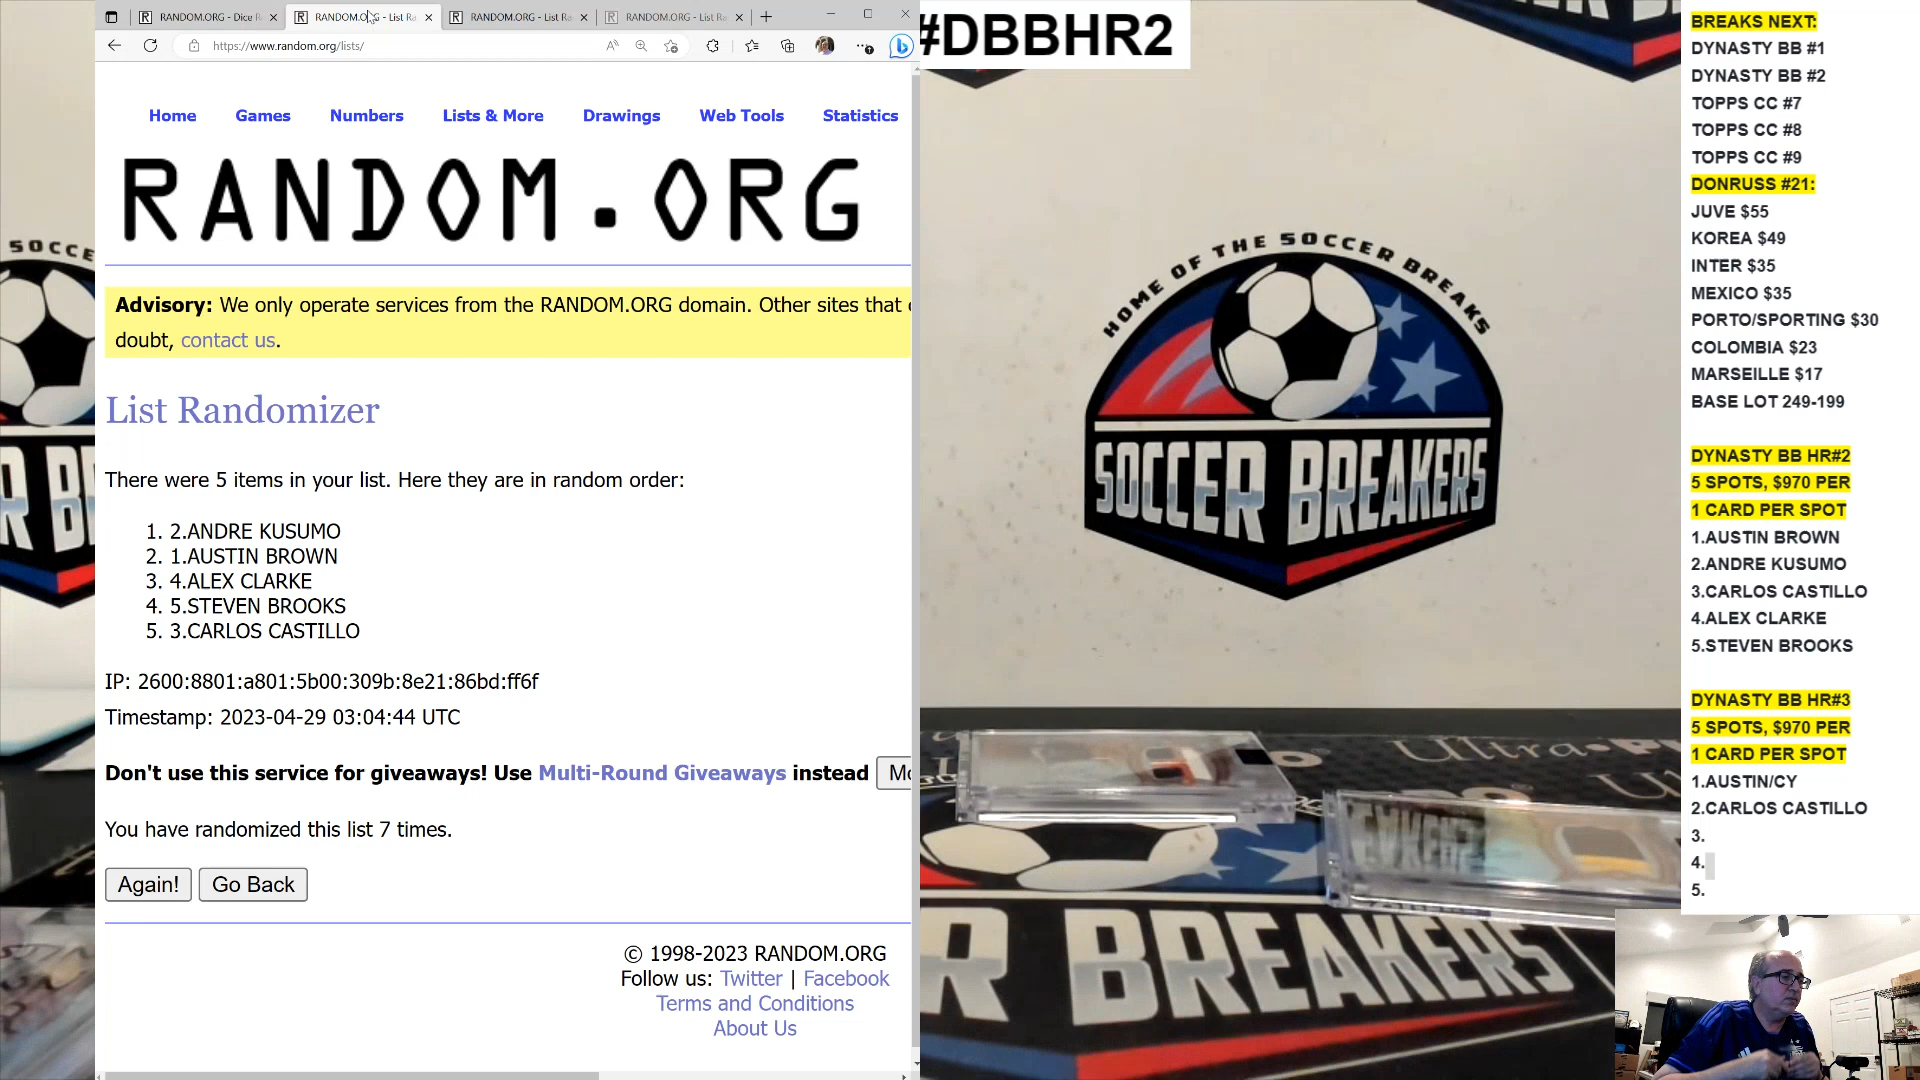 RANDOM.ORG - Dice R
RANDOM.ORG - List Ra
RANDOM.ORG - List Ra
RANDOM.ORG - List Ra
https://www.random.org/lists/
Home Games Numbers Lists & More Drawings Web Tools Statistics
RANDOM.ORG
Advisory: We only operate services from the RANDOM.ORG domain. Other sites that
doubt, contact us.
List Randomizer
There were 5 items in your list. Here they are in random order:
1. 2.ANDRE KUSUMO
2. 1.AUSTIN BROWN
3. 4.ALEX CLARKE
4. 5.STEVEN BROOKS
5. 3.CARLOS CASTILLO
IP: 2600:8801:a801:5b00:309b:8e21:86bd:ff6f
Timestamp: 2023-04-29 03:04:44 UTC
Don't use this service for giveaways! Use Multi-Round Giveaways instead
You have randomized this list 7 times.
Again! Go Back
© 1998-2023 RANDOM.ORG
Follow us: Twitter | Facebook
Terms and Conditions
About Us
#DBBHR2
HOME OF THE SOCCER BREAKS
SOCCER BREAKERS
Ultra
BREAKERS
SOCCE
BREAKS NEXT:
DYNASTY BB #1
DYNASTY BB #2
TOPPS CC #7
TOPPS CC #8
TOPPS CC #9
DONRUSS #21:
JUVE $55
KOREA $49
INTER $35
MEXICO $35
PORTO/SPORTING $30
COLOMBIA $23
MARSEILLE $17
BASE LOT 249-199
DYNASTY BB HR#2
5 SPOTS, $970 PER
1 CARD PER SPOT
1.AUSTIN BROWN
2.ANDRE KUSUMO
3.CARLOS CASTILLO
4.ALEX CLARKE
5.STEVEN BROOKS
DYNASTY BB HR#3
5 SPOTS, $970 PER
1 CARD PER SPOT
1.AUSTIN/CY
2.CARLOS CASTILLO
3.
4.
5.